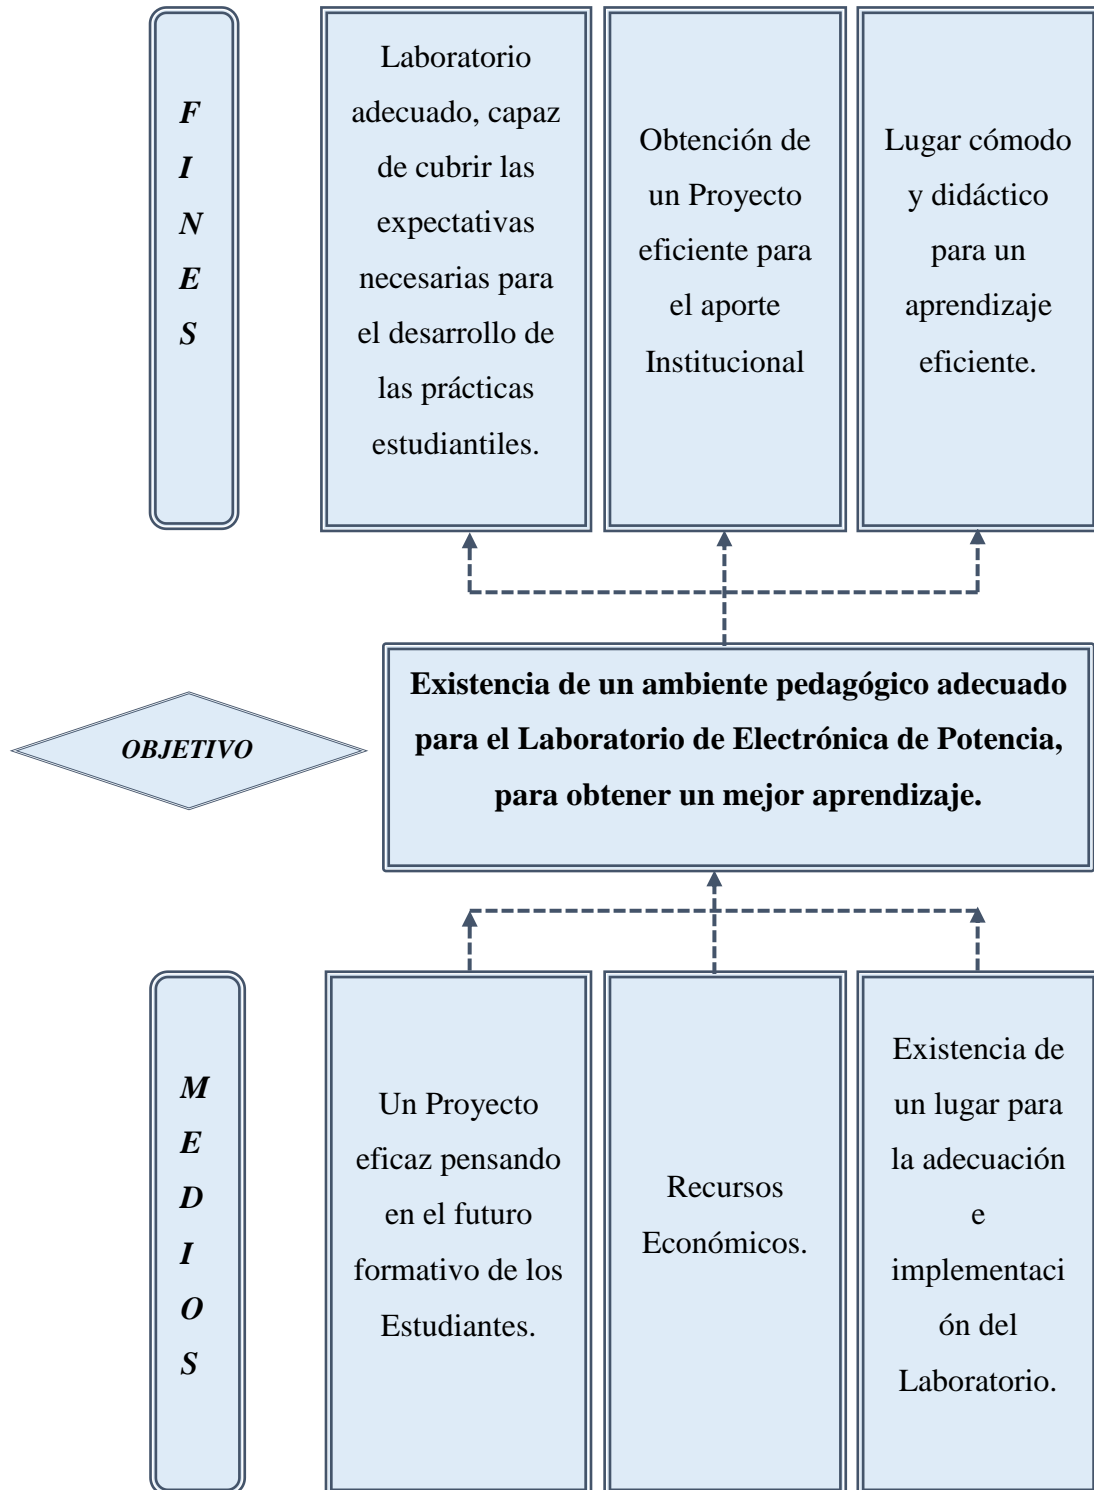 F
I
N
E
S
Laboratorio
adecuado, capaz
de cubrir las
expectativas
necesarias para
el desarrollo de
las prácticas
estudiantiles.
Obtención de
un Proyecto
eficiente para
el aporte
Institucional
Lugar cómodo
y didáctico
para un
aprendizaje
eficiente.
OBJETIVO
Existencia de un ambiente pedagógico adecuado
para el Laboratorio de Electrónica de Potencia,
para obtener un mejor aprendizaje.
M
E
D
I
O
S
Un Proyecto
eficaz pensando
en el futuro
formativo de los
Estudiantes.
Recursos
Económicos.
Existencia de
un lugar para
la adecuación
e
implementaci
ón del
Laboratorio.